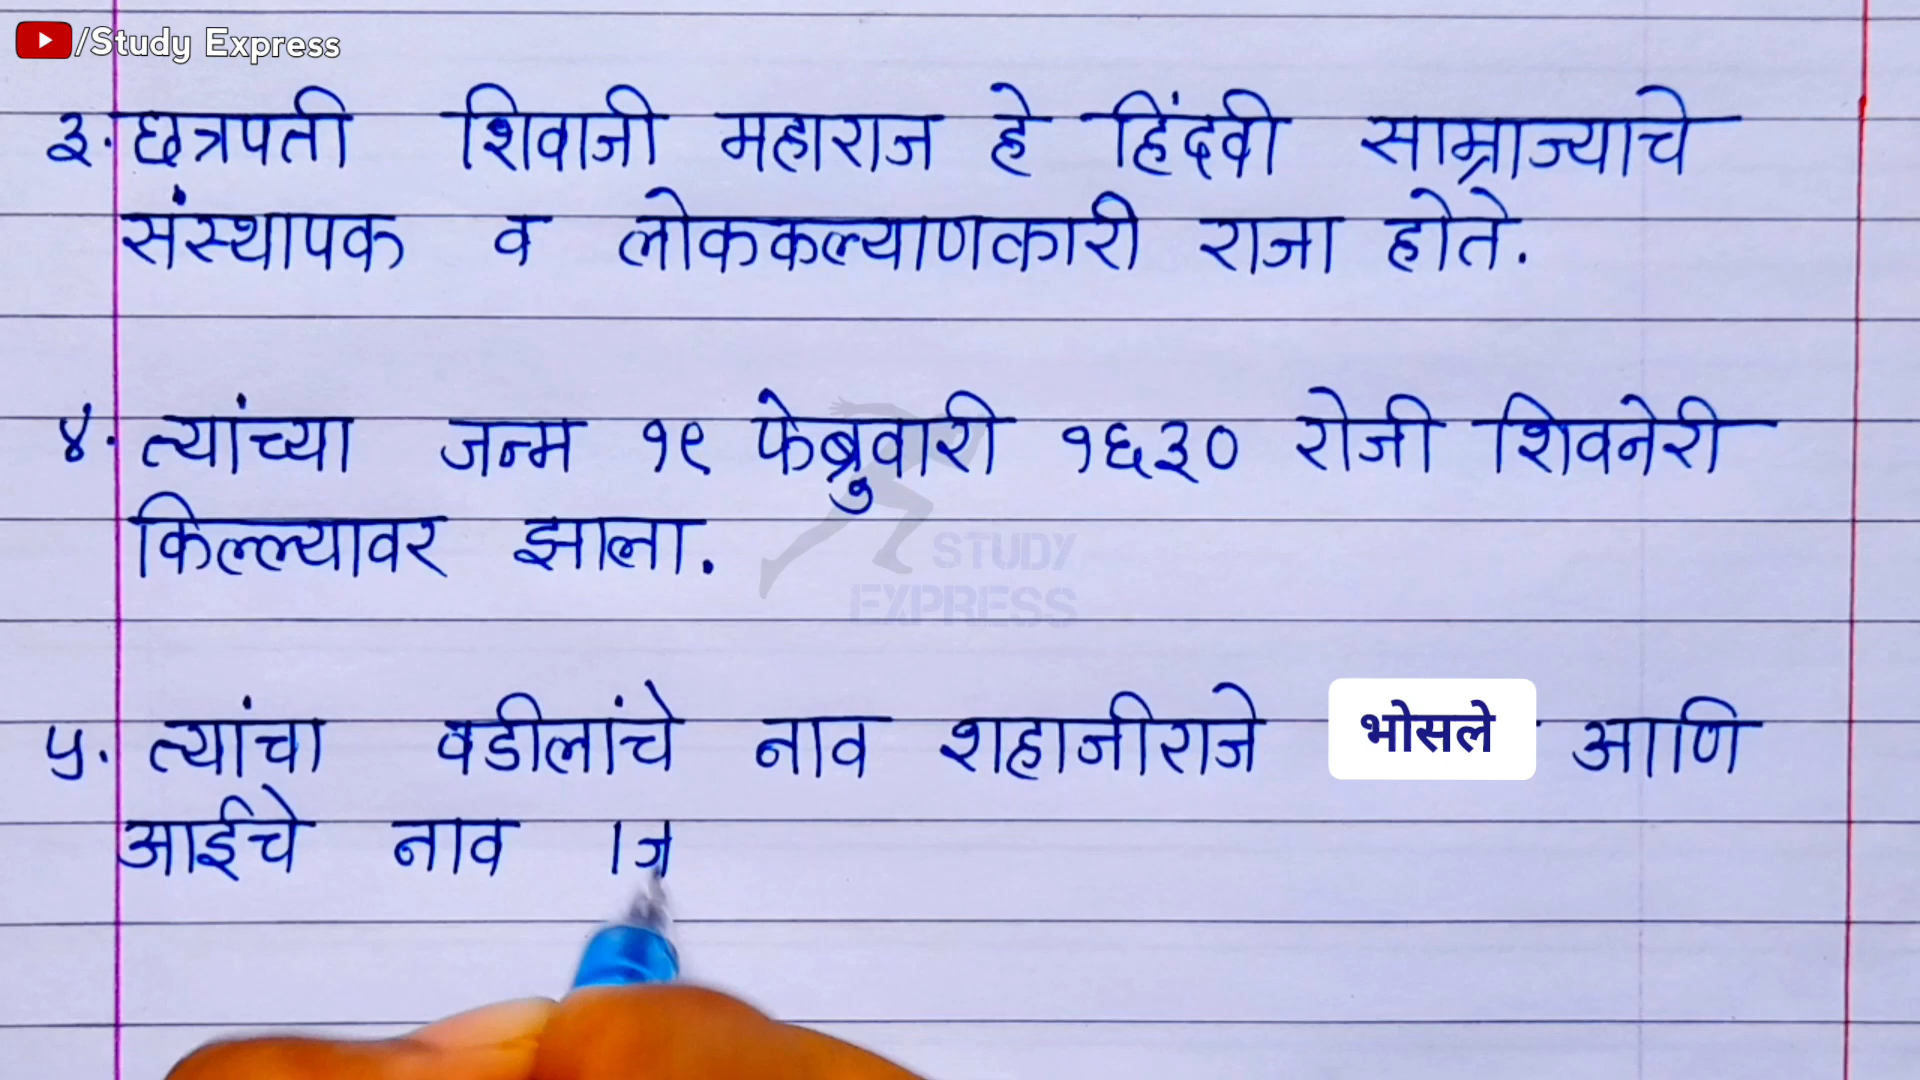 /Study Express
३. छत्रपती शिवाजी महाराज हे हिंदवी साम्राज्याचे
संस्थापक व लोककल्याणकारी राजा होते.
४. त्यांच्या जन्म १९ फेब्रुवारी १६३० रोजी शिवनेरी
किल्ल्यावर झाला.
STUDY
EXPRESS
५. त्यांचा वडीलांचे नाव शहाजीराजे भोसले आणि
आईचे नाव